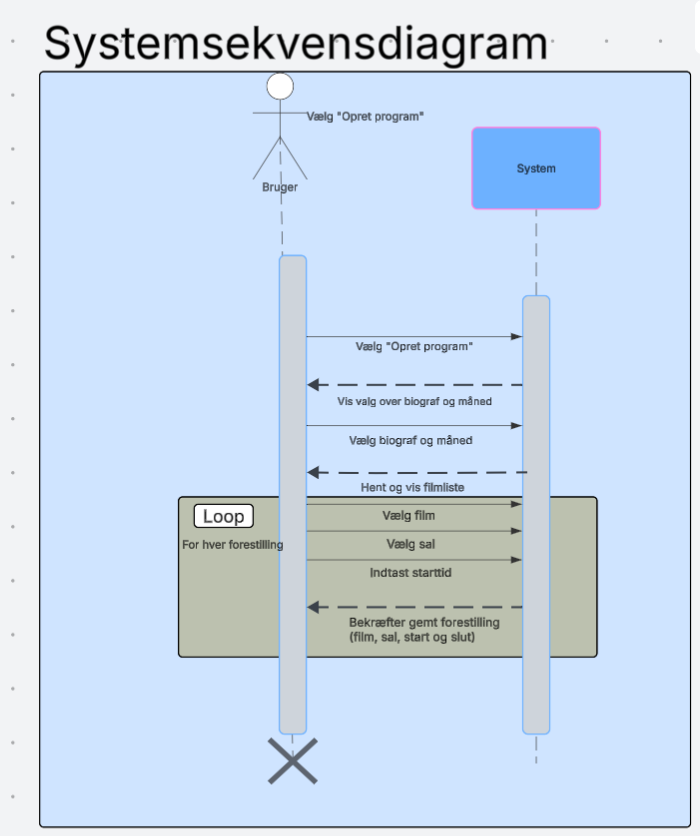 Systemsekvensdiagram
Vælg "Opret program"
System
Bruger
Vælg "Opret program"
Vis valg over biograf og måned
Vælg biograf og måned
Hent og vis filmliste
Loop
Vælg film
For hver forestilling
Vælg sal
Indtast starttid
Bekræfter gemt forestilling
(film, sal, start og slut)